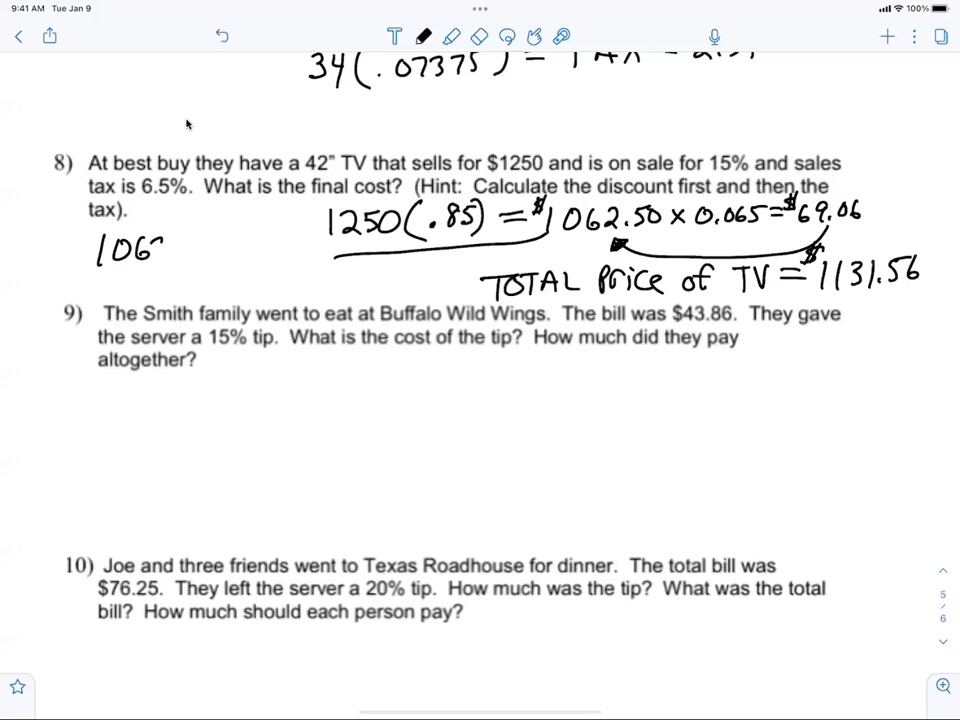 9:41 AM Tue Jan 9
100%
34(.07375) = TAX
8) At best buy they have a 42" TV that sells for $1250 and is on sale for 15% and sales
tax is 6.5%. What is the final cost? (Hint: Calculate the discount first and then the
tax).
1250(.85) = $1062.50 x 0.065 = $69.06
106
TOTAL Price of TV = $1131.56
9) The Smith family went to eat at Buffalo Wild Wings. The bill was $43.86. They gave
the server a 15% tip. What is the cost of the tip? How much did they pay
altogether?
10) Joe and three friends went to Texas Roadhouse for dinner. The total bill was
$76.25. They left the server a 20% tip. How much was the tip? What was the total
bill? How much should each person pay?
5
/
6